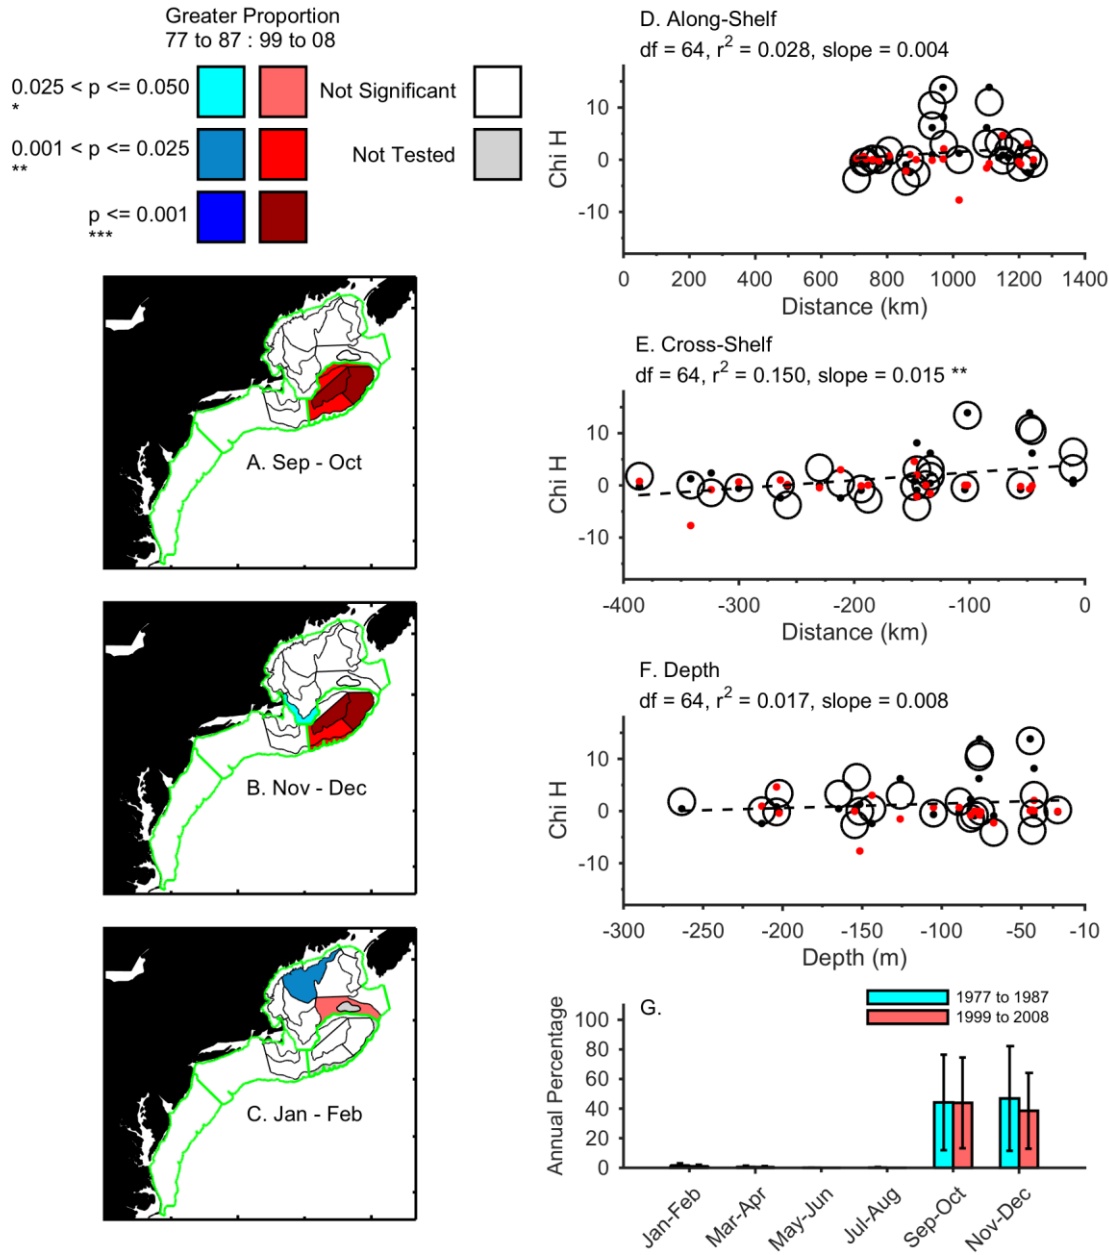 Greater Proportion
77 to 87 : 99 to 08
0.025 < p <= 0.050
*
0.001 < p <= 0.025
**
p <= 0.001
***
Not Significant
Not Tested
A. Sep - Oct
B. Nov - Dec
C. Jan - Feb
D. Along-Shelf
df = 64, r² = 0.028, slope = 0.004
Chi H
10
0
-10
0 200 400 600 800 1000 1200 1400
Distance (km)
E. Cross-Shelf
df = 64, r² = 0.150, slope = 0.015 **
Chi H
10
0
-10
-400 -300 -200 -100 0
Distance (km)
F. Depth
df = 64, r² = 0.017, slope = 0.008
Chi H
10
0
-10
-300 -250 -200 -150 -100 -50 -10
Depth (m)
G.
1977 to 1987
1999 to 2008
Annual Percentage
100
80
60
40
20
0
Jan-Feb
Mar-Apr
May-Jun
Jul-Aug
Sep-Oct
Nov-Dec